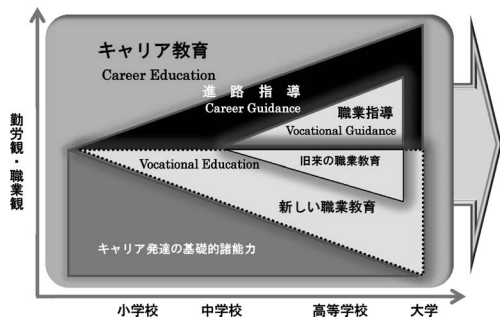 キャリア教育
Career Education
進路指導
Career Guidance
職業指導
Vocational Guidance
Vocational Education
旧来の職業教育
新しい職業教育
キャリア発達の基礎的諸能力
勤労観・職業観
小学校
中学校
高等学校
大学